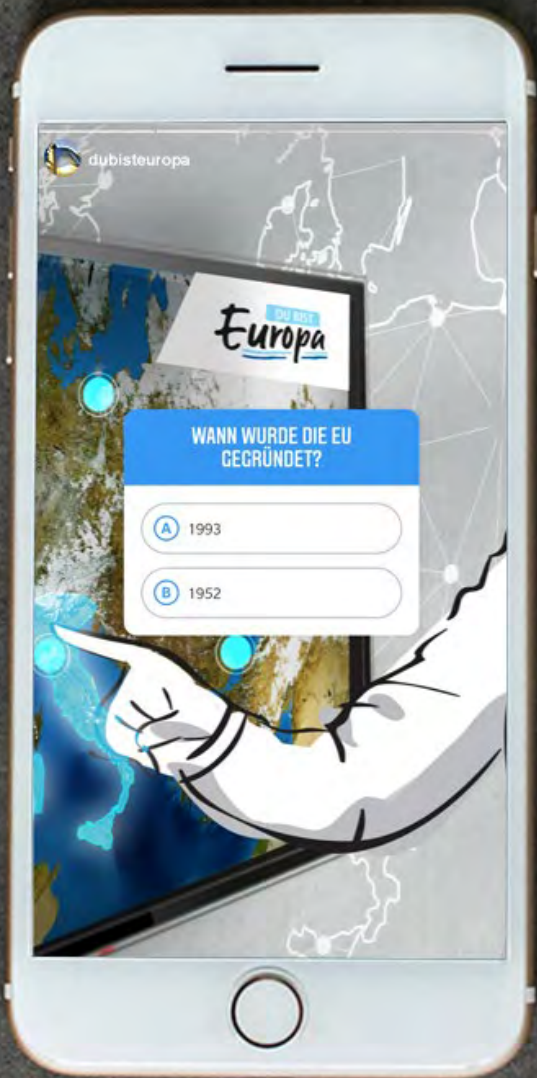 dubisteuropa
DU BIST
Europa
WANN WURDE DIE EU
GEGRÜNDET?
A 1993
B 1952